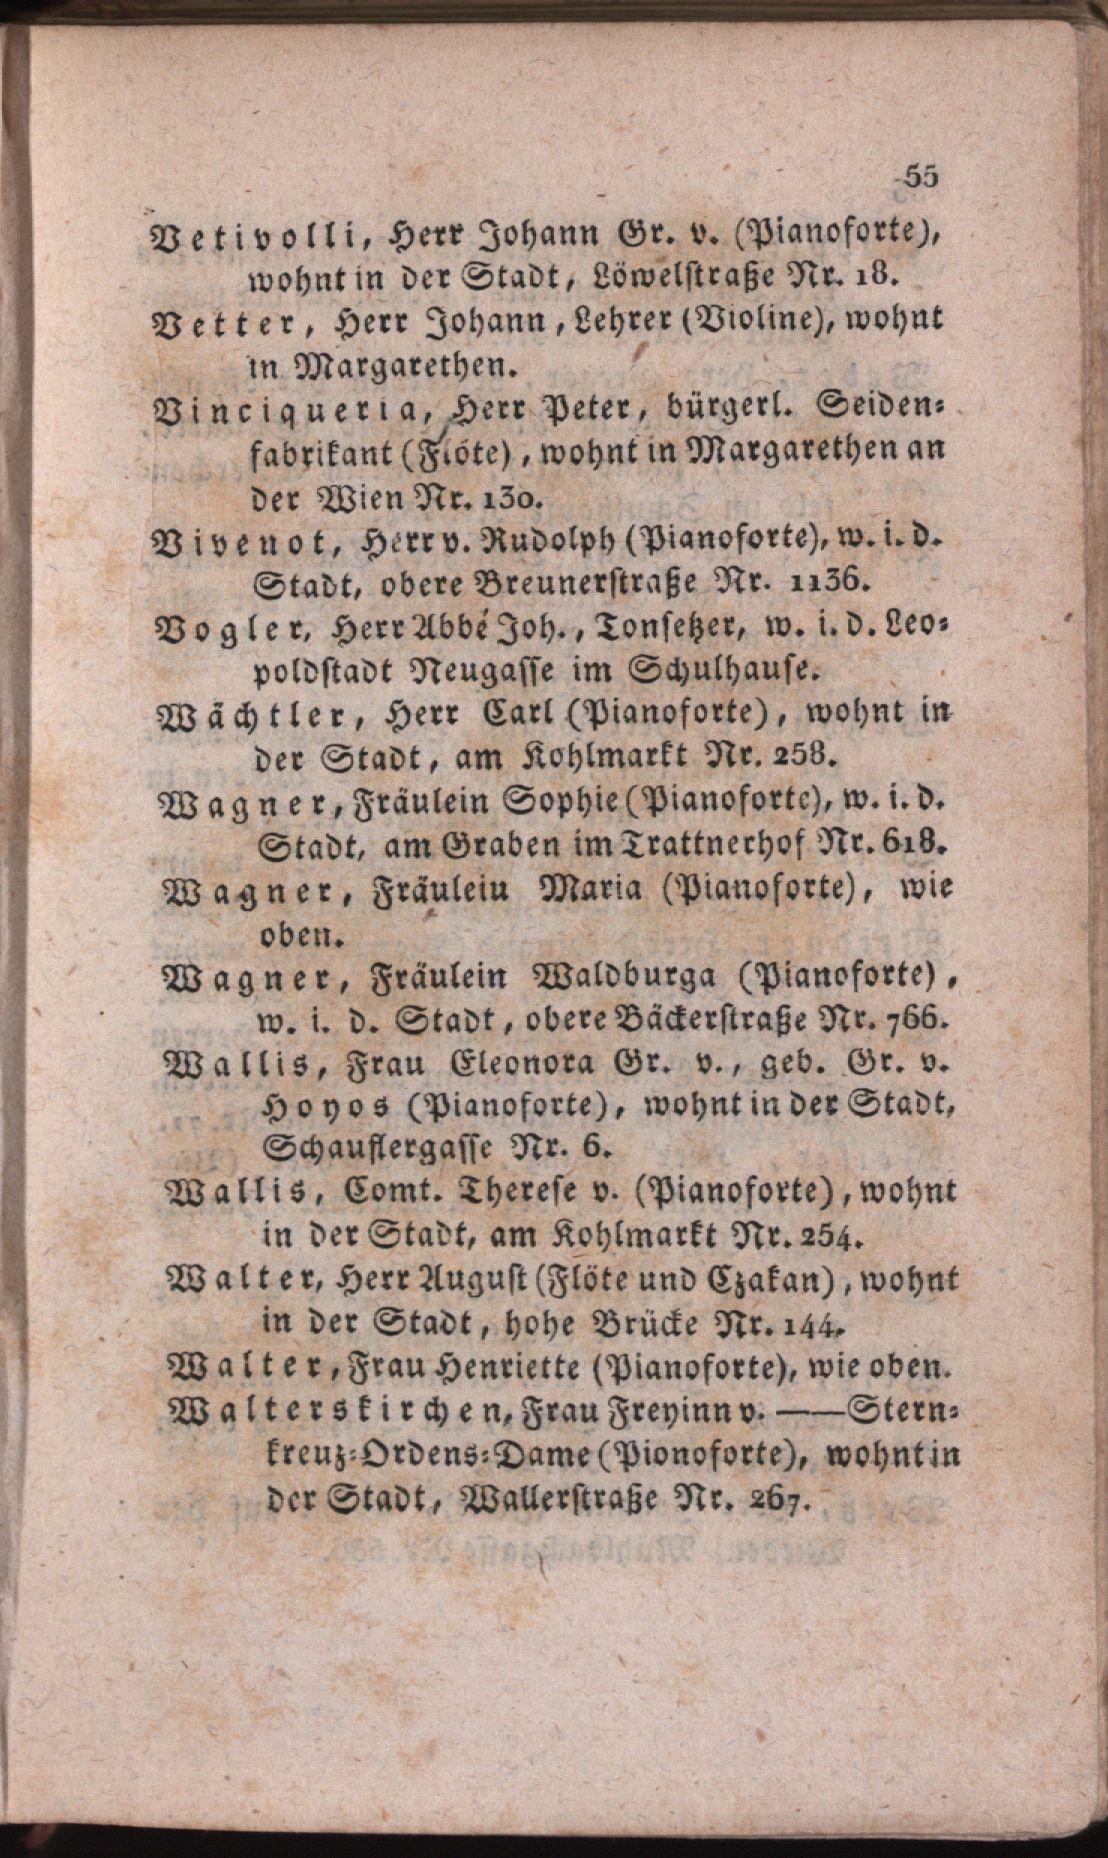 55
Vetivolli, Herr Johann Gr. v. (Pianoforte),
wohnt in der Stadt, Löwelstraße Nr. 18.
Vetter, Herr Johann, Lehrer (Violine), wohnt
in Margarethen.
Vinciqueria, Herr Peter, bürgerl. Seiden-
fabrikant (Flöte), wohnt in Margarethen an
der Wien Nr. 130.
Vivenot, Herr v. Rudolph (Pianoforte), w. i. d.
Stadt, obere Breunerstraße Nr. 1136.
Vogler, Herr Abbé Joh., Tonsetzer, w. i. d. Leo-
poldstadt Neugasse im Schulhause.
Wächtler, Herr Carl (Pianoforte), wohnt in
der Stadt, am Kohlmarkt Nr. 258.
Wagner, Fräulein Sophie (Pianoforte), w. i. d.
Stadt, am Graben im Trattnerhof Nr. 618.
Wagner, Fräuleiu Maria (Pianoforte), wie
oben.
Wagner, Fräulein Waldburga (Pianoforte),
w. i. d. Stadt, obere Bäckerstraße Nr. 766.
Wallis, Frau Eleonora Gr. v., geb. Gr. v.
Hoyos (Pianoforte), wohnt in der Stadt,
Schauflergasse Nr. 6.
Wallis, Comt. Therese v. (Pianoforte), wohnt
in der Stadt, am Kohlmarkt Nr. 254.
Walter, Herr August (Flöte und Czakan), wohnt
in der Stadt, hohe Brücke Nr. 144.
Walter, Frau Henriette (Pianoforte), wie oben.
Walterskirchen, Frau Freyinn v. — — Stern-
kreuz-Ordens-Dame (Pionoforte), wohnt in
der Stadt, Wallerstraße Nr. 267.